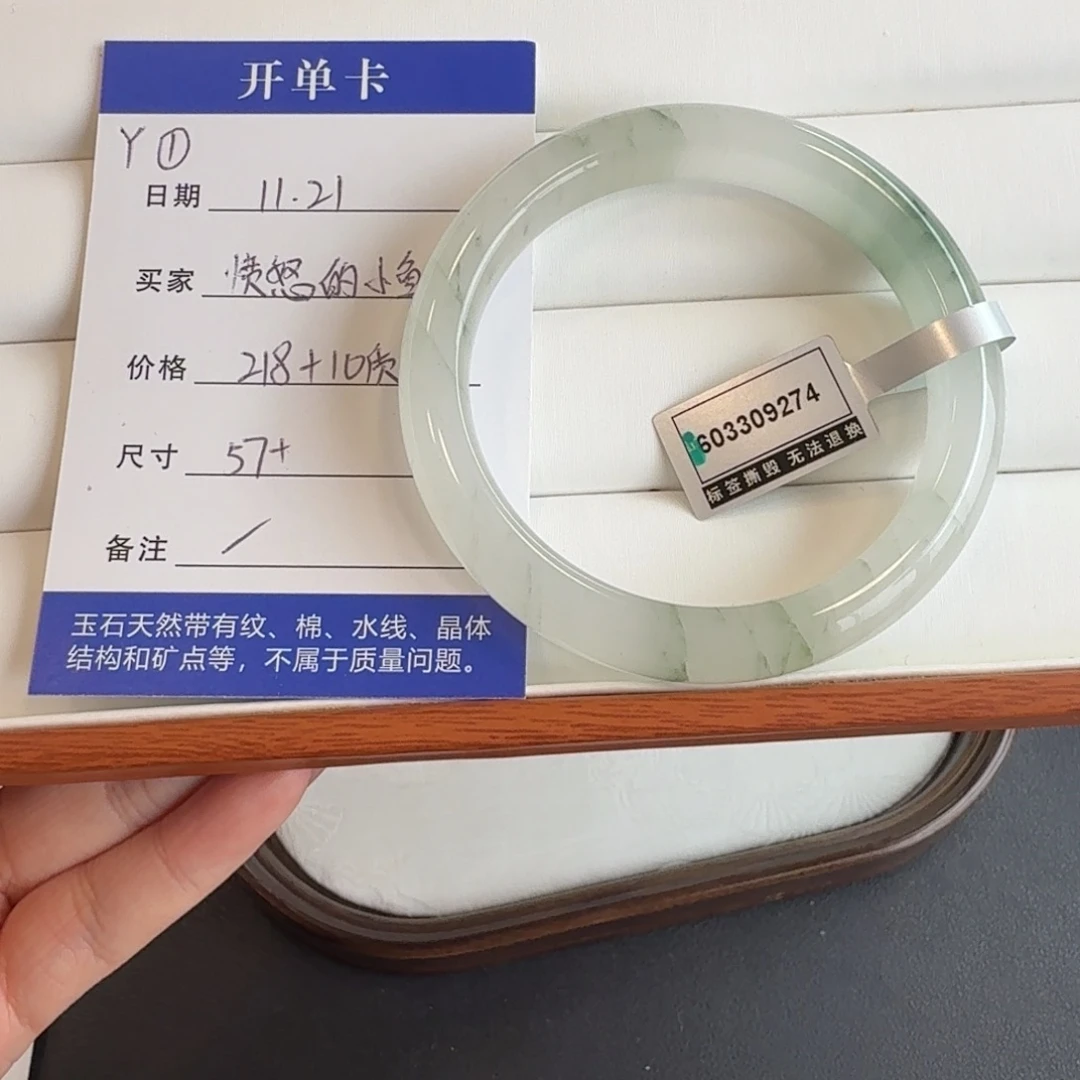 开单卡
Y①
日期 11.21
买家 愤怒的小鱼
价格 218+10质
尺寸 57+
备注 /
玉石天然带有纹、棉、水线、晶体
结构和矿点等，不属于质量问题。
603309274
标签撕毁 无法退换